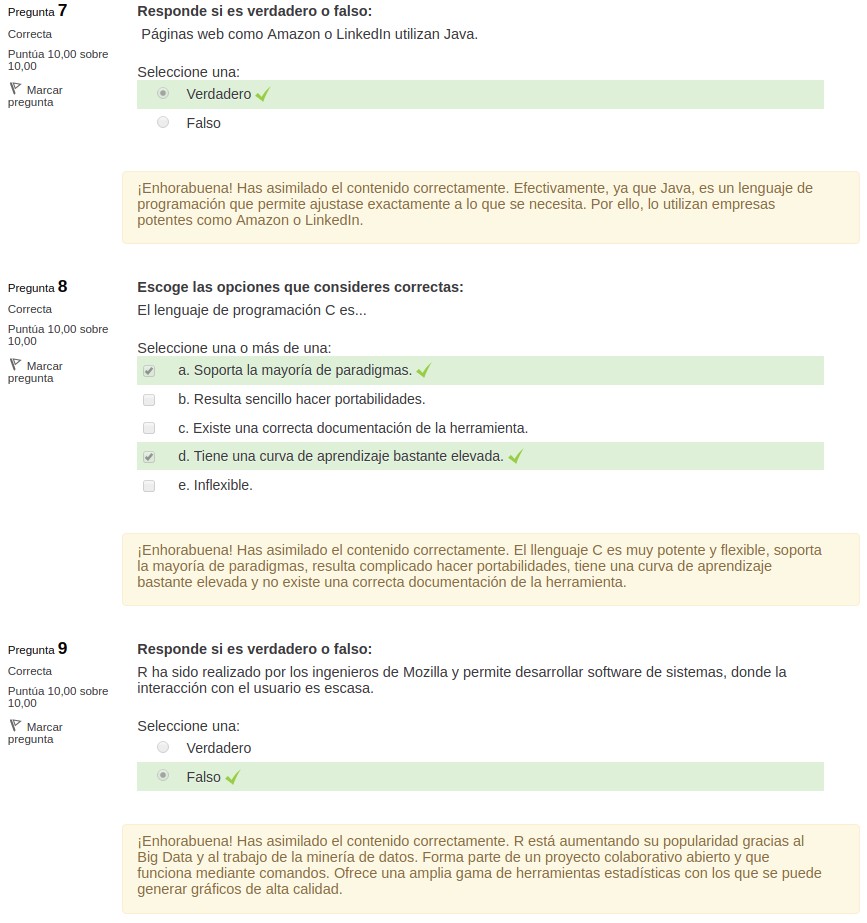 Pregunta 7
Correcta
Puntúa 10,00 sobre
10,00
Marcar
pregunta
Responde si es verdadero o falso:
Páginas web como Amazon o LinkedIn utilizan Java.
Seleccione una:
Verdadero
Falso
¡Enhorabuena! Has asimilado el contenido correctamente. Efectivamente, ya que Java, es un lenguaje de
programación que permite ajustase exactamente a lo que se necesita. Por ello, lo utilizan empresas
potentes como Amazon o LinkedIn.
Pregunta 8
Correcta
Puntúa 10,00 sobre
10,00
Marcar
pregunta
Escoge las opciones que consideres correctas:
El lenguaje de programación C es...
Seleccione una o más de una:
a. Soporta la mayoría de paradigmas.
b. Resulta sencillo hacer portabilidades.
c. Existe una correcta documentación de la herramienta.
d. Tiene una curva de aprendizaje bastante elevada.
e. Inflexible.
¡Enhorabuena! Has asimilado el contenido correctamente. El llenguaje C es muy potente y flexible, soporta
la mayoría de paradigmas, resulta complicado hacer portabilidades, tiene una curva de aprendizaje
bastante elevada y no existe una correcta documentación de la herramienta.
Pregunta 9
Correcta
Puntúa 10,00 sobre
10,00
Marcar
pregunta
Responde si es verdadero o falso:
R ha sido realizado por los ingenieros de Mozilla y permite desarrollar software de sistemas, donde la
interacción con el usuario es escasa.
Seleccione una:
Verdadero
Falso
¡Enhorabuena! Has asimilado el contenido correctamente. R está aumentando su popularidad gracias al
Big Data y al trabajo de la minería de datos. Forma parte de un proyecto colaborativo abierto y que
funciona mediante comandos. Ofrece una amplia gama de herramientas estadísticas con los que se puede
generar gráficos de alta calidad.